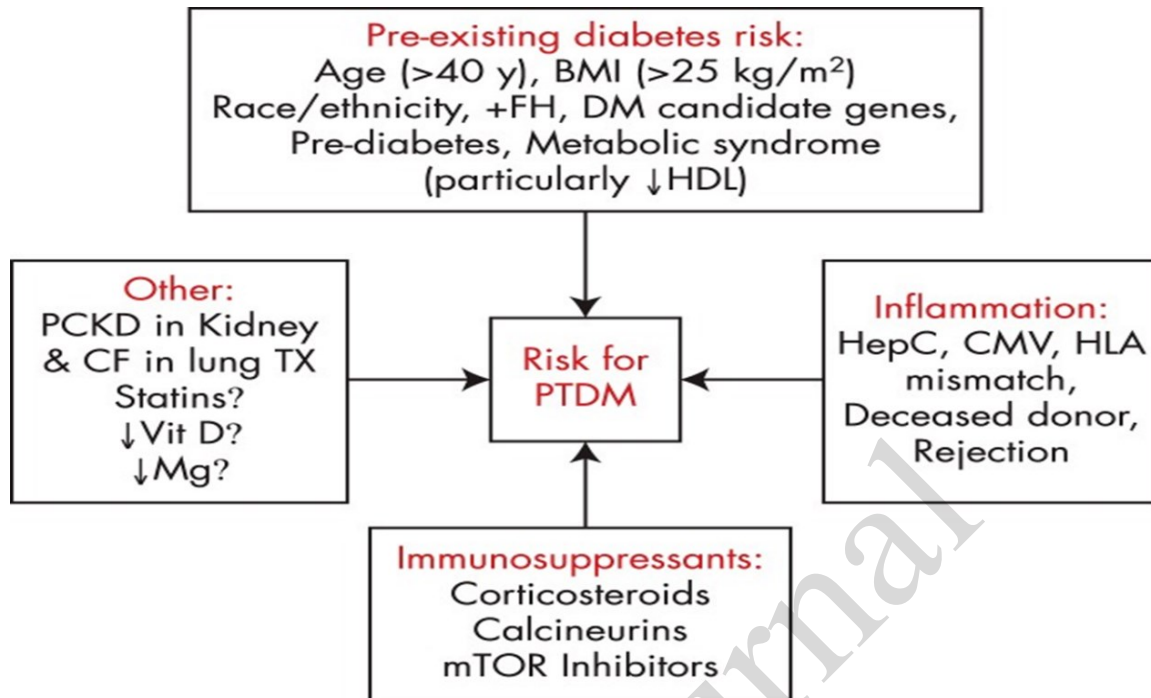 Pre-existing diabetes risk:
Age (>40 y), BMI (>25 kg/m²)
Race/ethnicity, +FH, DM candidate genes,
Pre-diabetes, Metabolic syndrome
(particularly ↓HDL)
Other:
PCKD in Kidney
& CF in lung TX
Statins?
↓Vit D?
↓Mg?
Risk for
PTDM
Inflammation:
HepC, CMV, HLA
mismatch,
Deceased donor,
Rejection
Immunosuppressants:
Corticosteroids
Calcineurins
mTOR Inhibitors